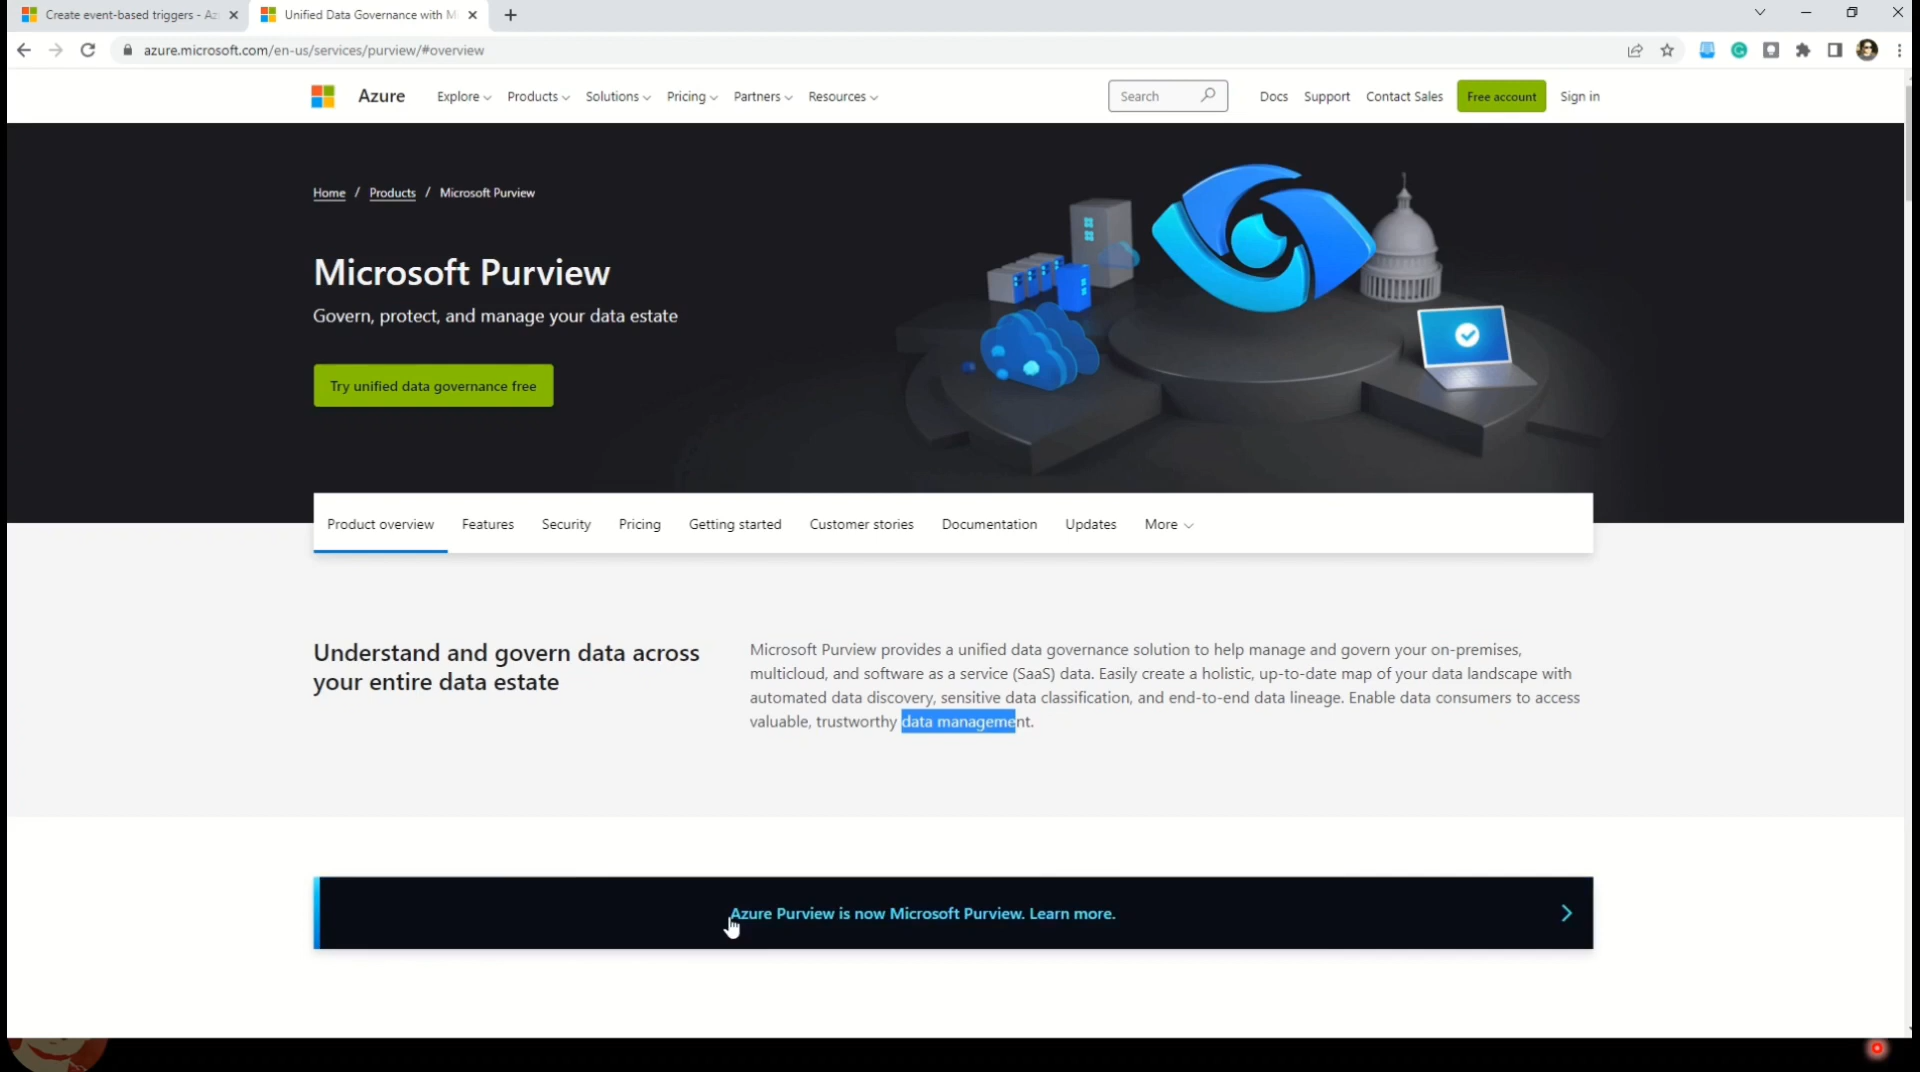 Create event-based triggers - Az
Unified Data Governance with M
azure.microsoft.com/en-us/services/purview/#overview
Azure
Explore
Products
Solutions
Pricing
Partners
Resources
Search
Docs
Support
Contact Sales
Free account
Sign in
Home / Products / Microsoft Purview
Microsoft Purview
Govern, protect, and manage your data estate
Try unified data governance free
Product overview
Features
Security
Pricing
Getting started
Customer stories
Documentation
Updates
More
Understand and govern data across
your entire data estate
Microsoft Purview provides a unified data governance solution to help manage and govern your on-premises,
multicloud, and software as a service (SaaS) data. Easily create a holistic, up-to-date map of your data landscape with
automated data discovery, sensitive data classification, and end-to-end data lineage. Enable data consumers to access
valuable, trustworthy data management.
Azure Purview is now Microsoft Purview. Learn more.